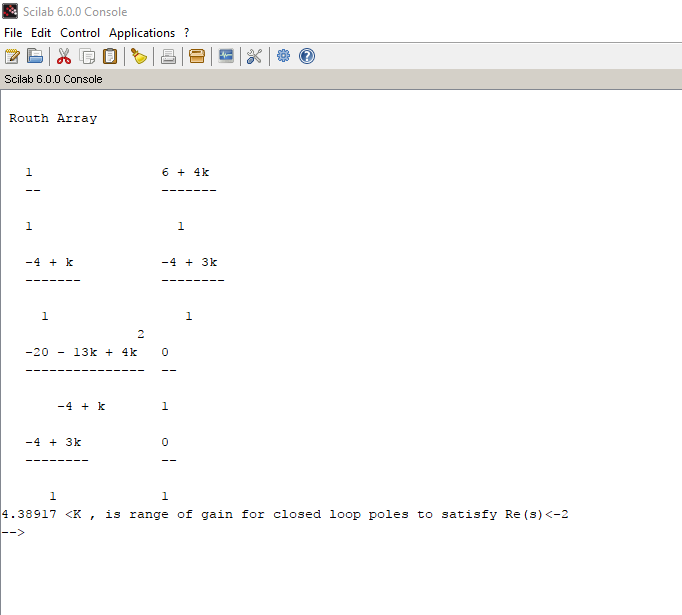 Scilab 6.0.0 Console
File Edit Control Applications ?
Scilab 6.0.0 Console
Routh Array
1 6 + 4k
-- -------
1 1
-4 + k -4 + 3k
------- --------
1 1
2
-20 - 13k + 4k 0
--------------- --
-4 + k 1
-4 + 3k 0
-------- --
1 1
4.38917 <K , is range of gain for closed loop poles to satisfy Re(s)<-2
-->